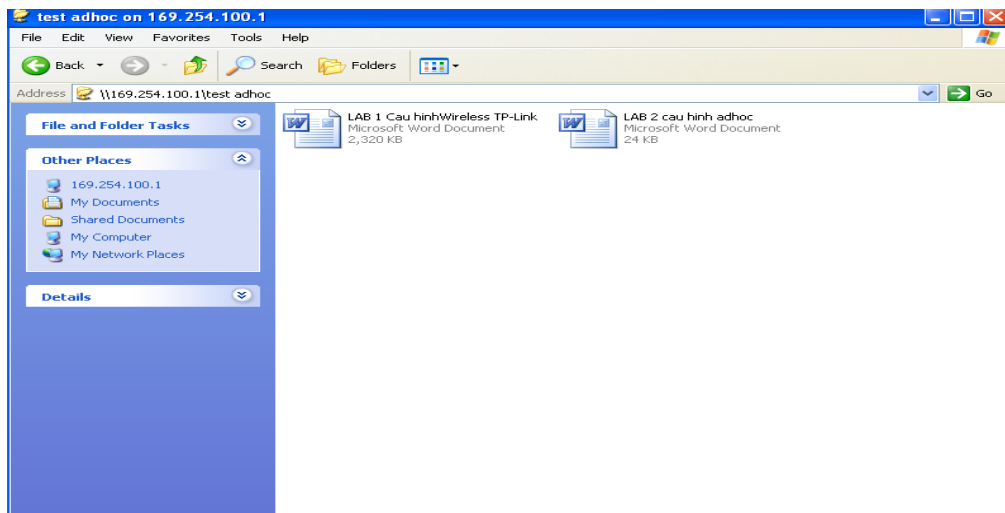 test adhoc on 169.254.100.1
File Edit View Favorites Tools Help
Back Search Folders
Address \\169.254.100.1\test adhoc Go
File and Folder Tasks
Other Places
169.254.100.1
My Documents
Shared Documents
My Computer
My Network Places
Details
LAB 1 Cau hinhWireless TP-Link
Microsoft Word Document
2,320 KB
LAB 2 cau hinh adhoc
Microsoft Word Document
24 KB